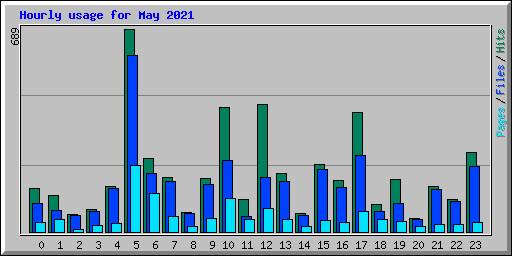 Hourly usage for May 2021
689
Pages / Files / Hits
0 1 2 3 4 5 6 7 8 9 10 11 12 13 14 15 16 17 18 19 20 21 22 23